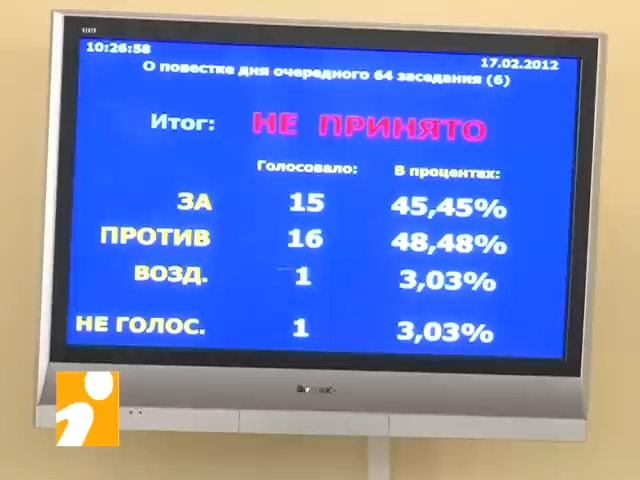 10:26:58 17.02.2012
О повестке дня очередного 64 заседания (6)
Итог: НЕ ПРИНЯТО
Голосовало: В процентах:
ЗА 15 45,45%
ПРОТИВ 16 48,48%
ВОЗД. 1 3,03%
НЕ ГОЛОС. 1 3,03%